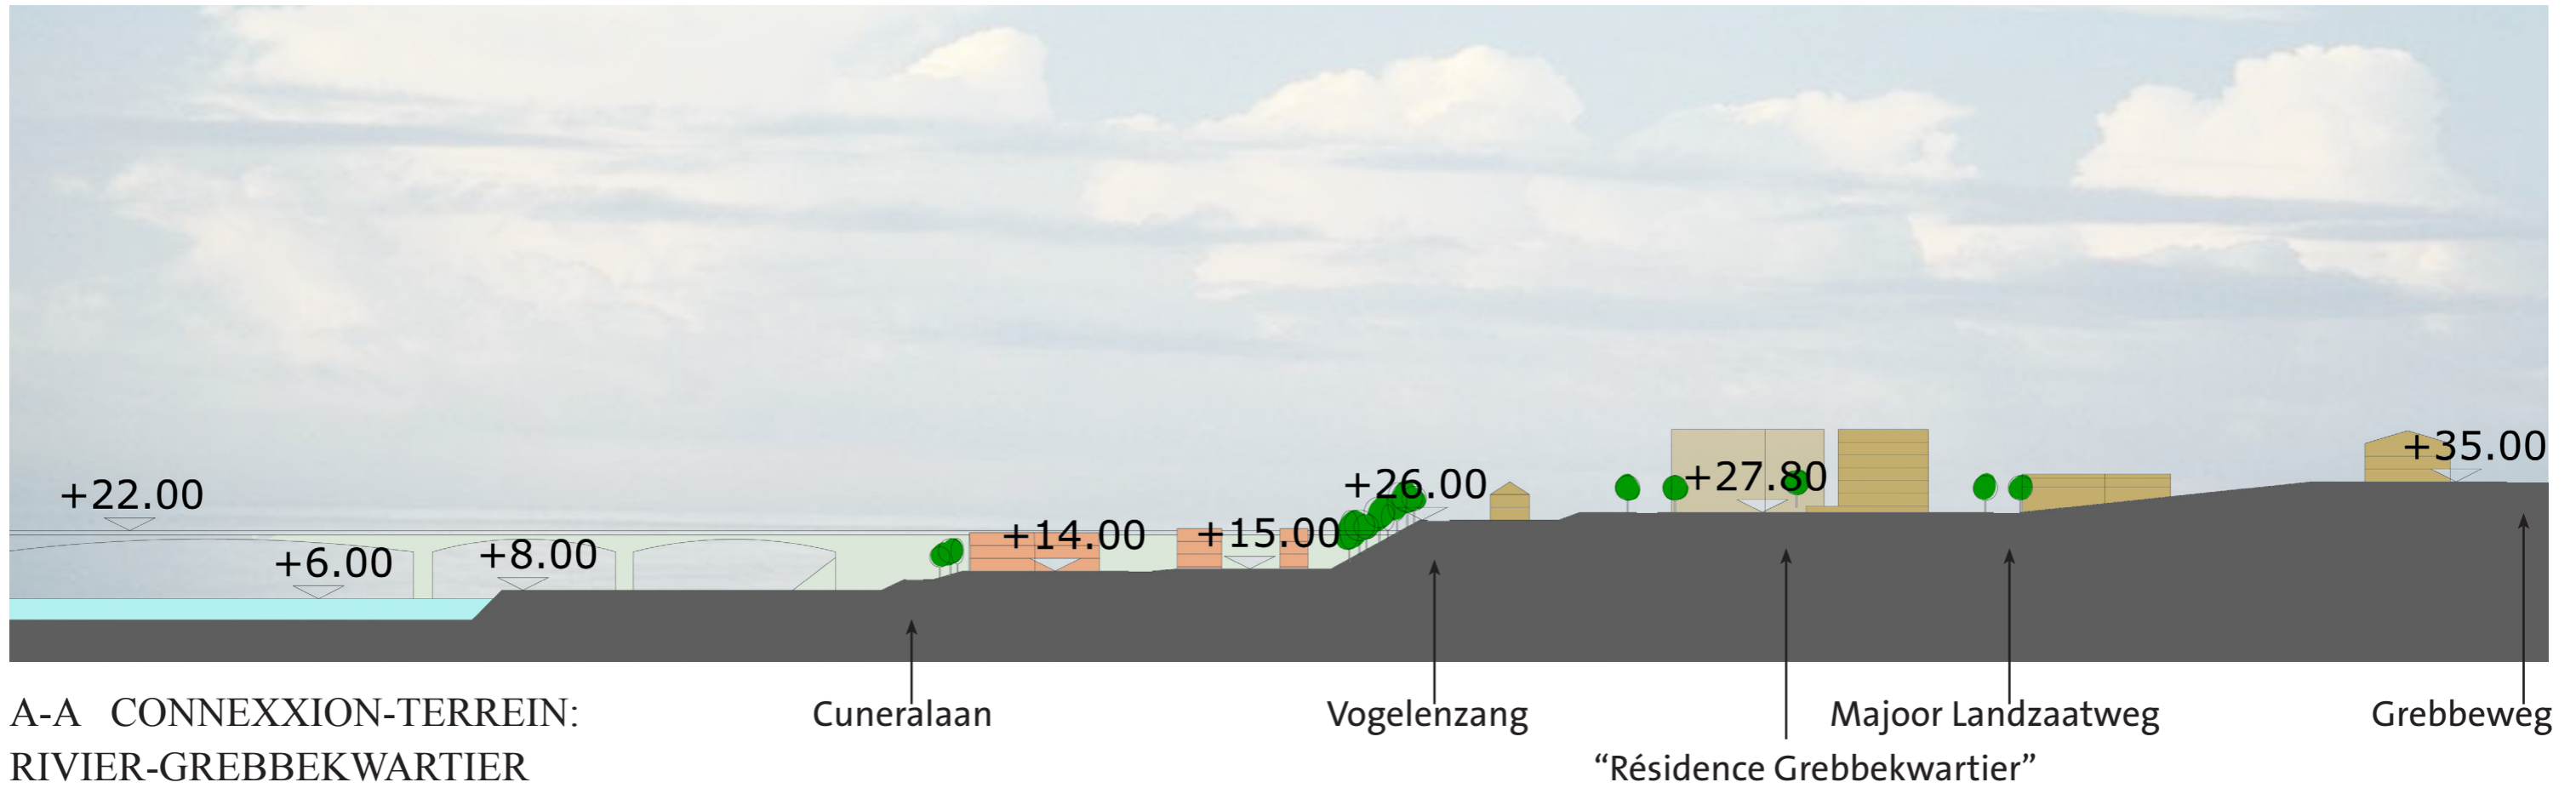 +22.00
+6.00
+8.00
+14.00
+15.00
+26.00
+27.80
+35.00
Cuneralaan
Vogelenzang
“Résidence Grebbekwartier”
Majoor Landzaatweg
Grebbeweg
A-A CONNEXXION-TERREIN:
RIVIER-GREBBEKWARTIER